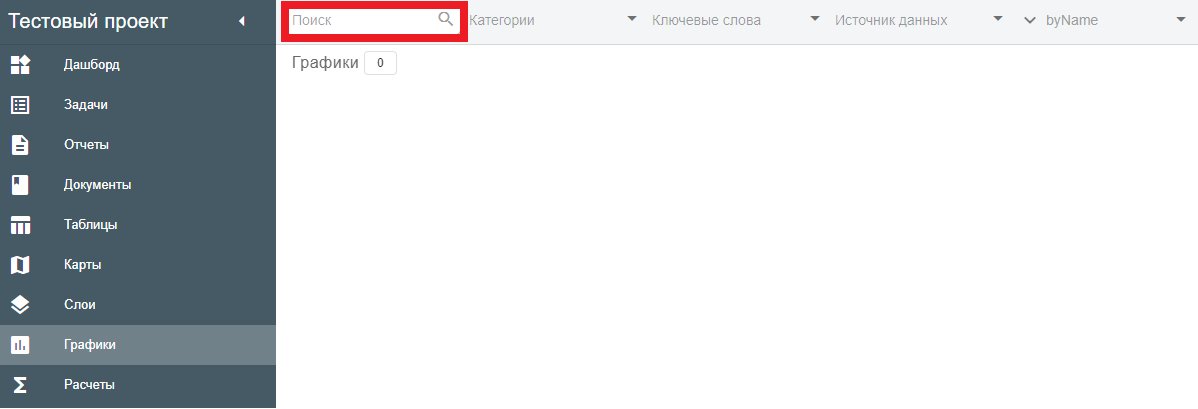 Тестовый проект
Поиск
Категории
Ключевые слова
Источник данных
byName
Графики 0
Дашборд
Задачи
Отчеты
Документы
Таблицы
Карты
Слои
Графики
Расчеты